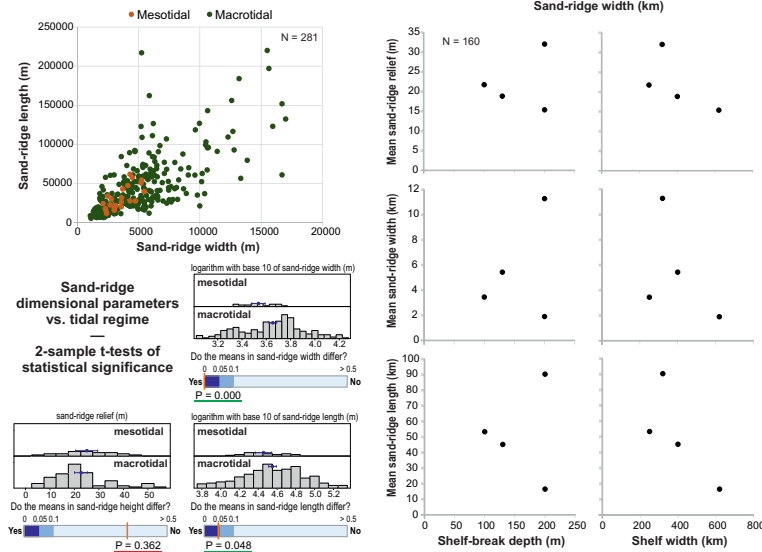 Sand-ridge width (km)
Mesotidal
Macrotidal
N = 281
250000
200000
150000
100000
50000
0
0
5000
10000
15000
20000
Sand-ridge length (m)
Sand-ridge width (m)
Sand-ridge
dimensional parameters
vs. tidal regime
—
2-sample t-tests of
statistical significance
logarithm with base 10 of sand-ridge width (m)
mesotidal
macrotidal
3.2 3.4 3.6 3.8 4.0 4.2
Do the means in sand-ridge width differ?
0 0.05 0.1 > 0.5
Yes No
P = 0.000
sand-ridge relief (m)
mesotidal
macrotidal
0 10 20 30 40 50
Do the means in sand-ridge height differ?
0 0.05 0.1 > 0.5
Yes No
P = 0.362
logarithm with base 10 of sand-ridge length (m)
mesotidal
macrotidal
3.8 4.0 4.2 4.4 4.6 4.8 5.0 5.2
Do the means in sand-ridge length differ?
0 0.05 0.1 > 0.5
Yes No
P = 0.048
N = 160
35
30
25
20
15
10
5
0
Mean sand-ridge relief (m)
12
10
8
6
4
2
0
Mean sand-ridge width (km)
100
90
80
70
60
50
40
30
20
10
0
Mean sand-ridge length (km)
0 50 100 150 200 250
Shelf-break depth (m)
0 200 400 600 800
Shelf width (km)